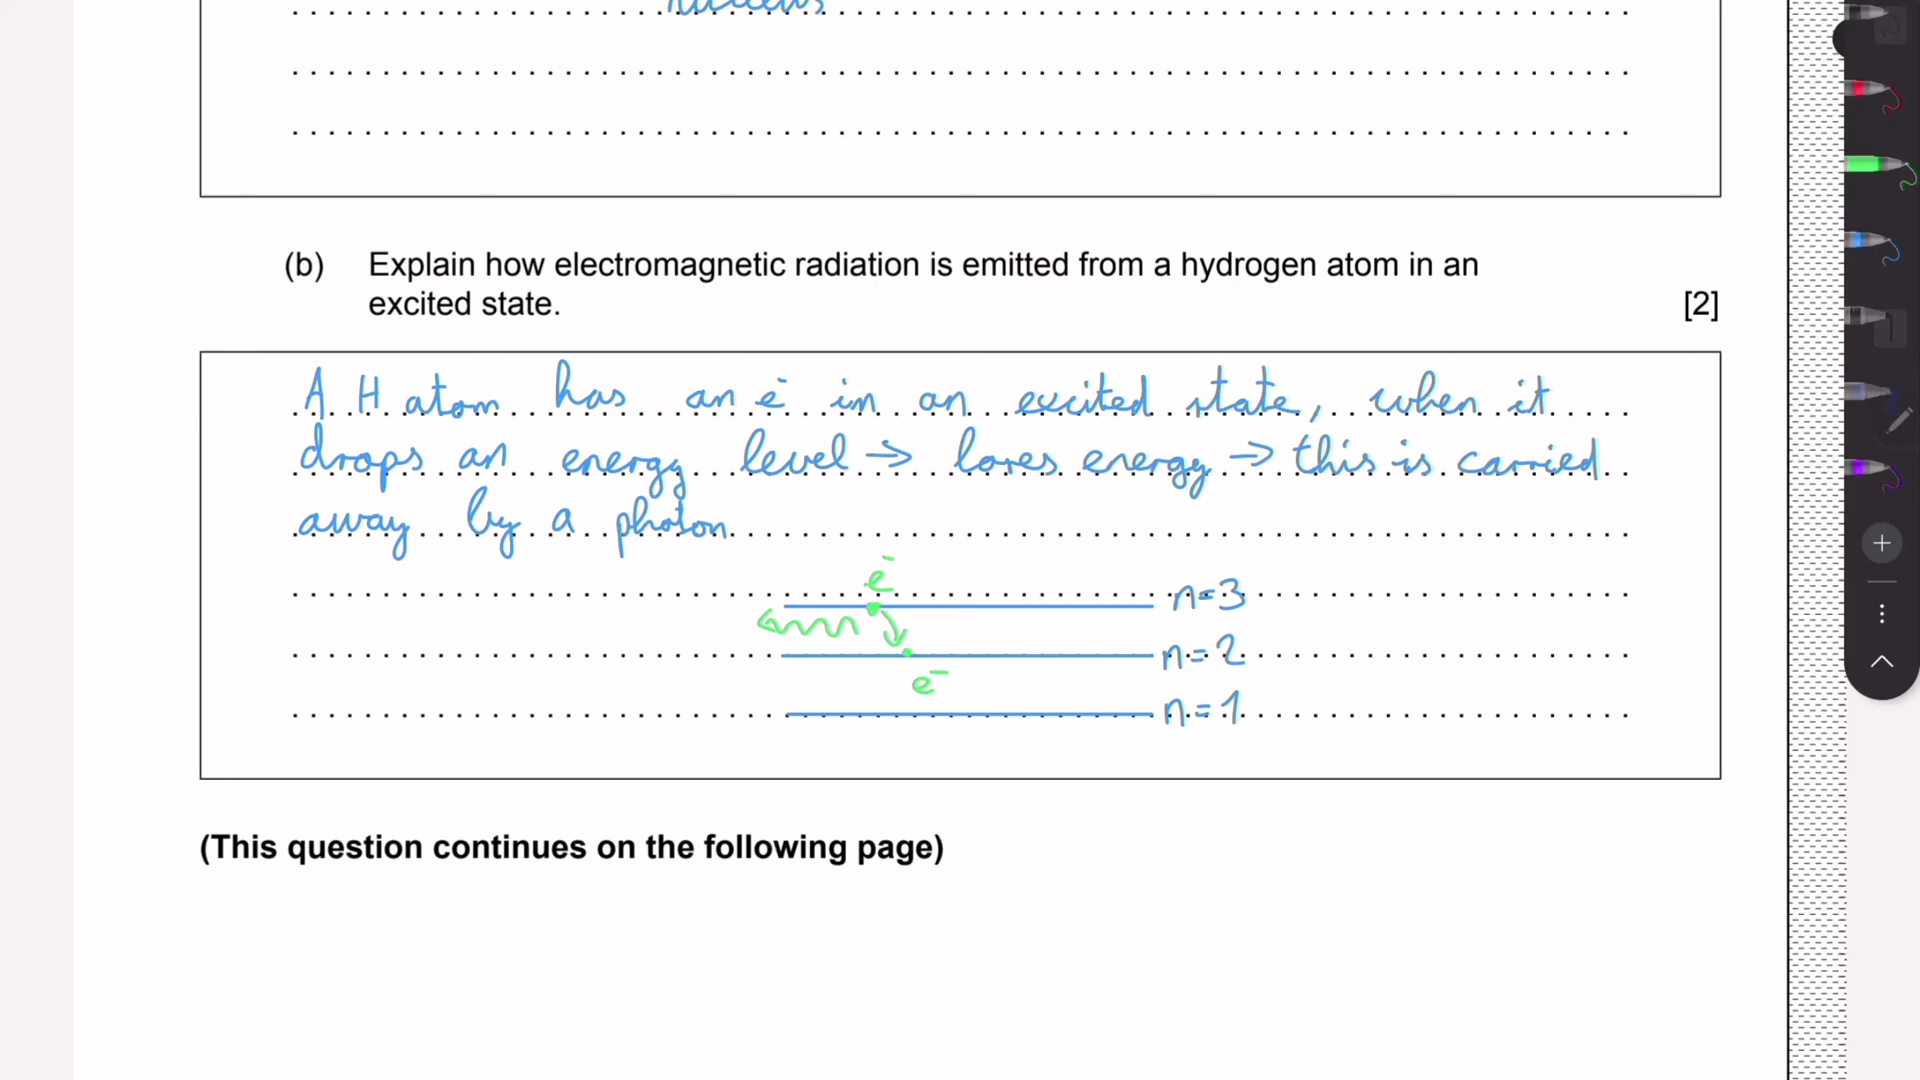 nucleus
(b) Explain how electromagnetic radiation is emitted from a hydrogen atom in an
excited state. [2]
A H atom has an e⁻ in an excited state, when it
drops an energy level → loses energy → this is carried
away by a photon.
e⁻
n=3
n=2
e⁻
n=1
(This question continues on the following page)